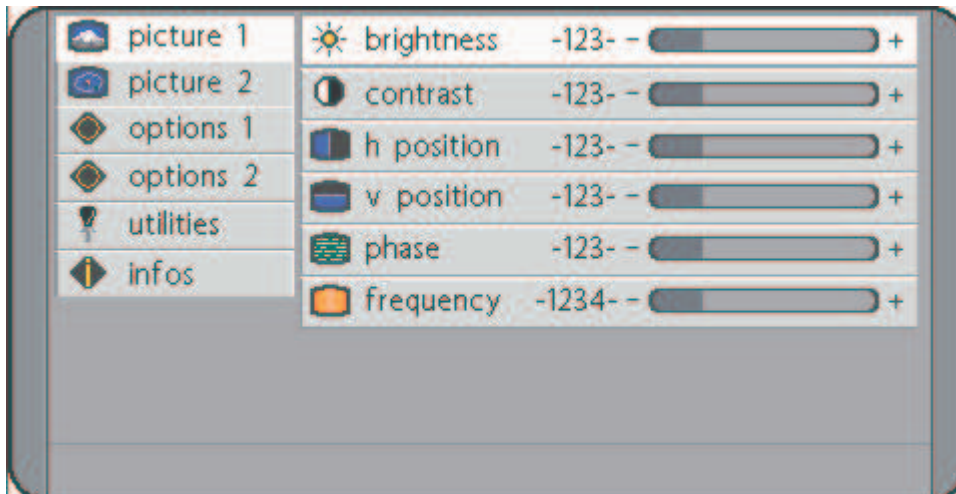 picture 1
picture 2
options 1
options 2
utilities
infos
brightness -123- - +
contrast -123- - +
h position -123- - +
v position -123- - +
phase -123- - +
frequency -1234- - +